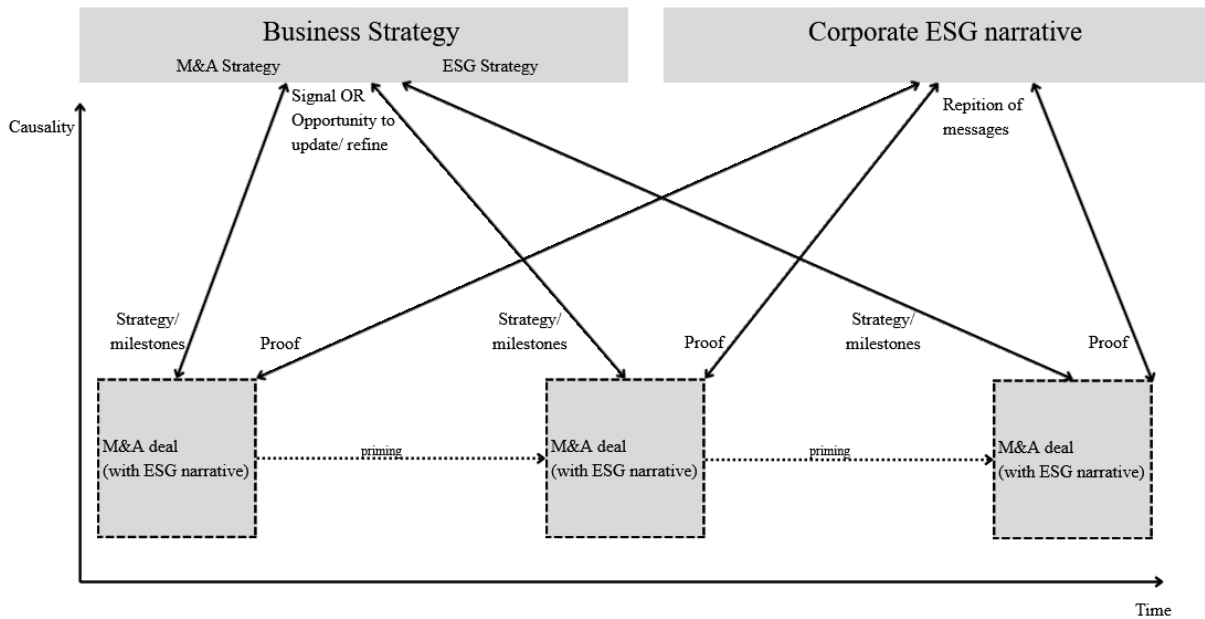 Business Strategy
M&A Strategy
ESG Strategy
Corporate ESG narrative
Causality
Signal OR
Opportunity to
update/ refine
Repition of
messages
Strategy/
milestones
Proof
Strategy/
milestones
Proof
Strategy/
milestones
Proof
M&A deal
(with ESG narrative)
priming
M&A deal
(with ESG narrative)
priming
M&A deal
(with ESG narrative)
Time